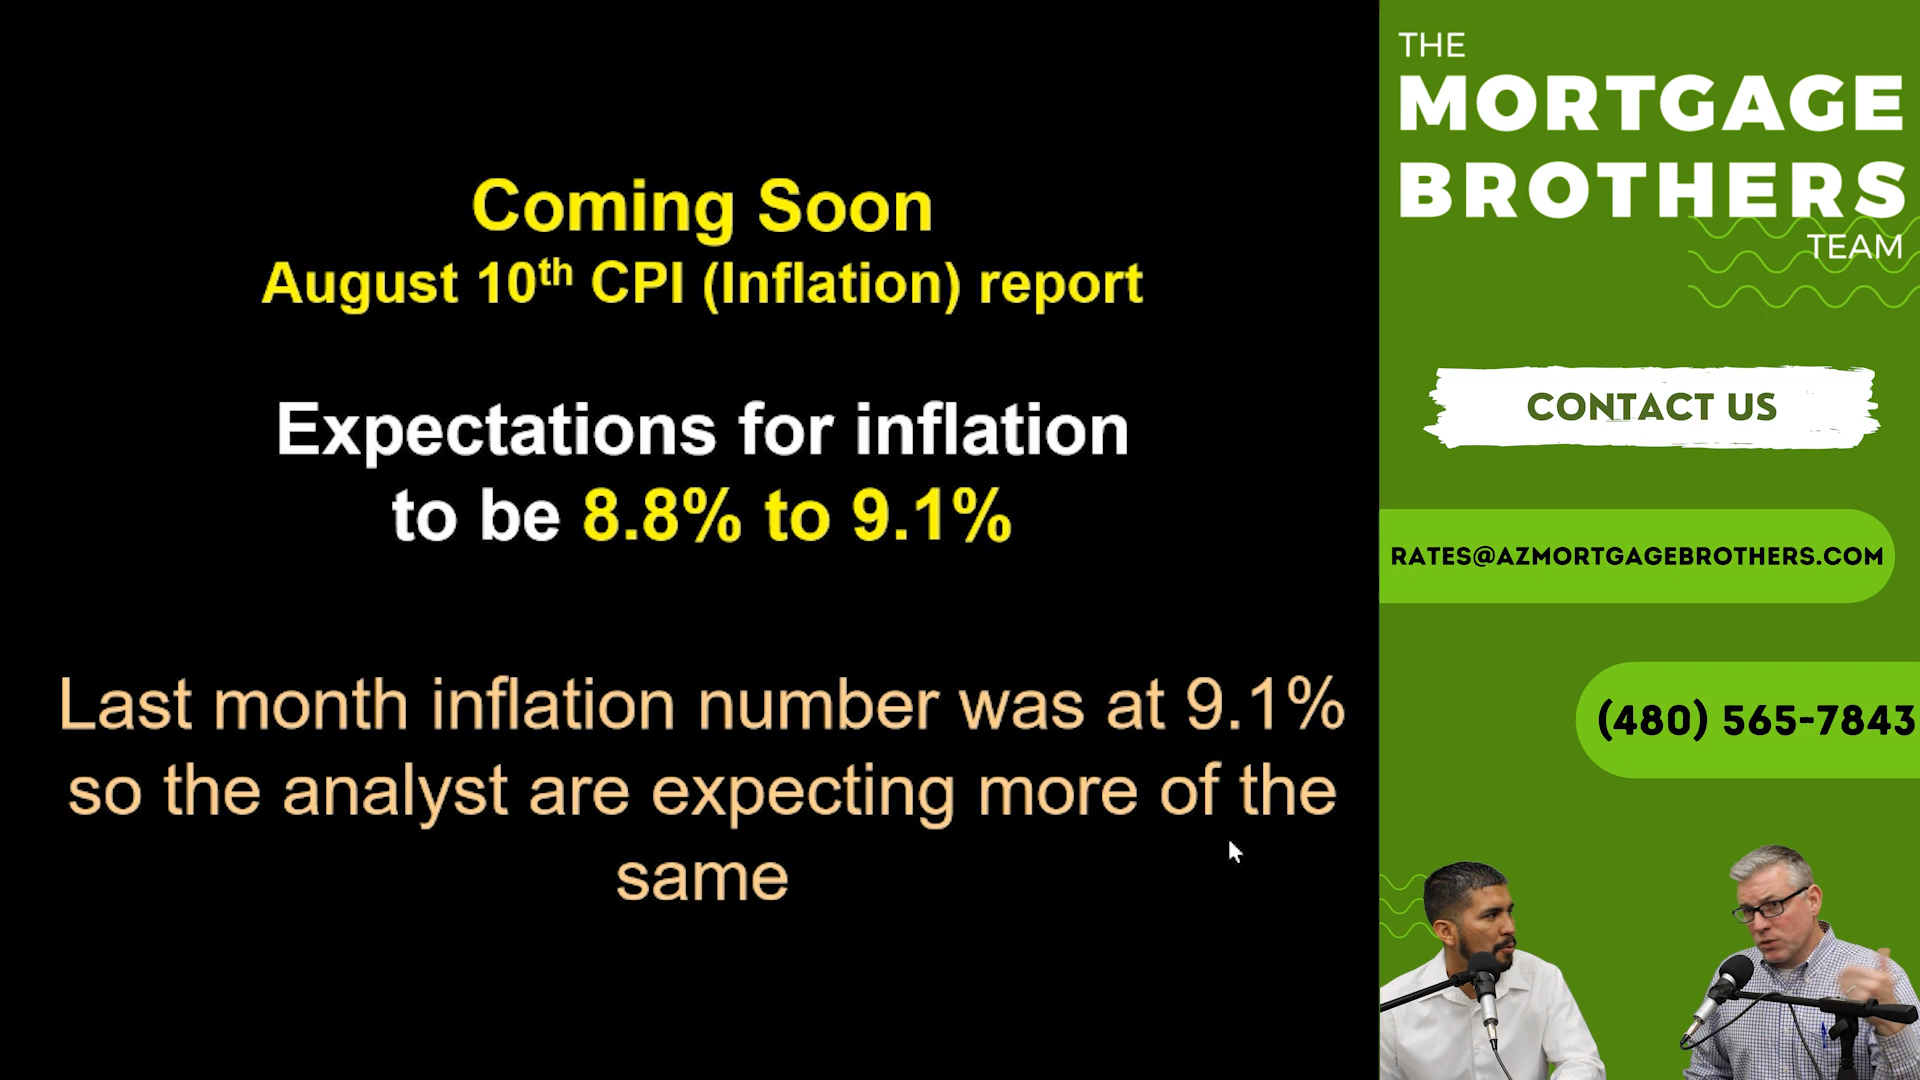 Coming Soon
August 10th CPI (Inflation) report
Expectations for inflation
to be 8.8% to 9.1%
Last month inflation number was at 9.1%
so the analyst are expecting more of the
same
THE
MORTGAGE
BROTHERS
TEAM
CONTACT US
RATES@AZMORTGAGEBROTHERS.COM
(480) 565-7843